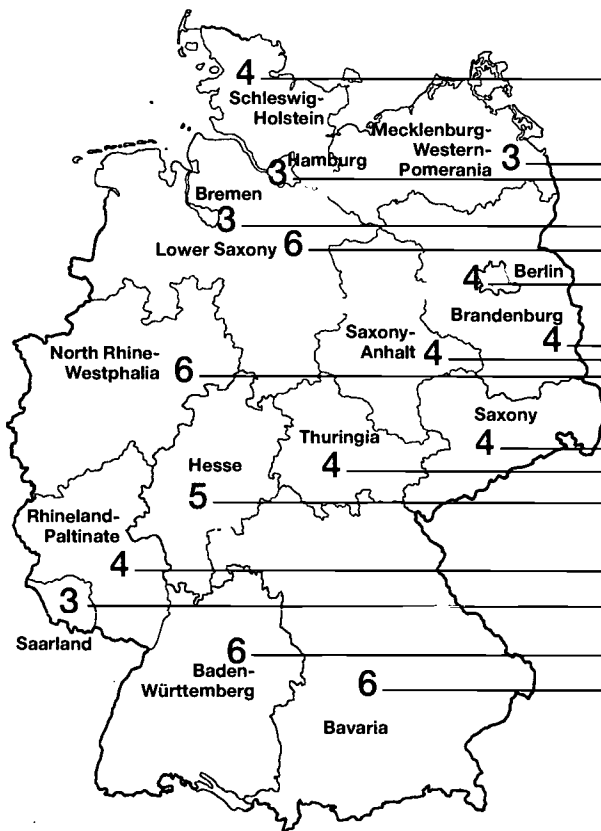 4
Schleswig-
Holstein
Mecklenburg-
Western-
Pomerania
3
Hamburg
3
Bremen
3
Lower Saxony 6
4
Berlin
Brandenburg
4
Saxony-
Anhalt
4
North Rhine-
Westphalia
6
Saxony
4
Thuringia
4
Hesse
5
Rhineland-
Paltinate
4
3
Saarland
6
Baden-
Württemberg
6
Bavaria